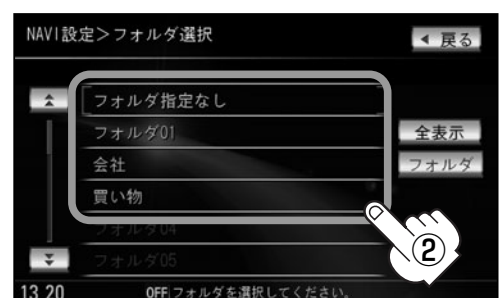 NAVI設定＞フォルダ選択
◀ 戻る
フォルダ指定なし
フォルダ01
全表示
会社
フォルダ
買い物
フォルダ04
②
フォルダ05
13 20
OFF フォルダを選択してください。